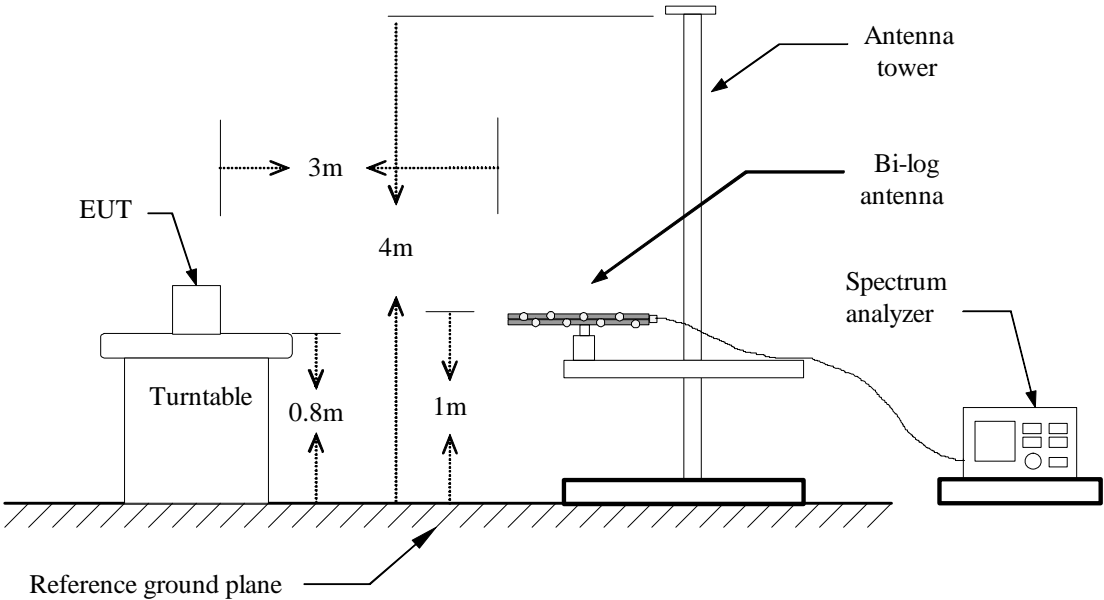 Antenna
tower
3m
Bi-log
antenna
EUT
4m
Spectrum
analyzer
Turntable
0.8m
1m
Reference ground plane